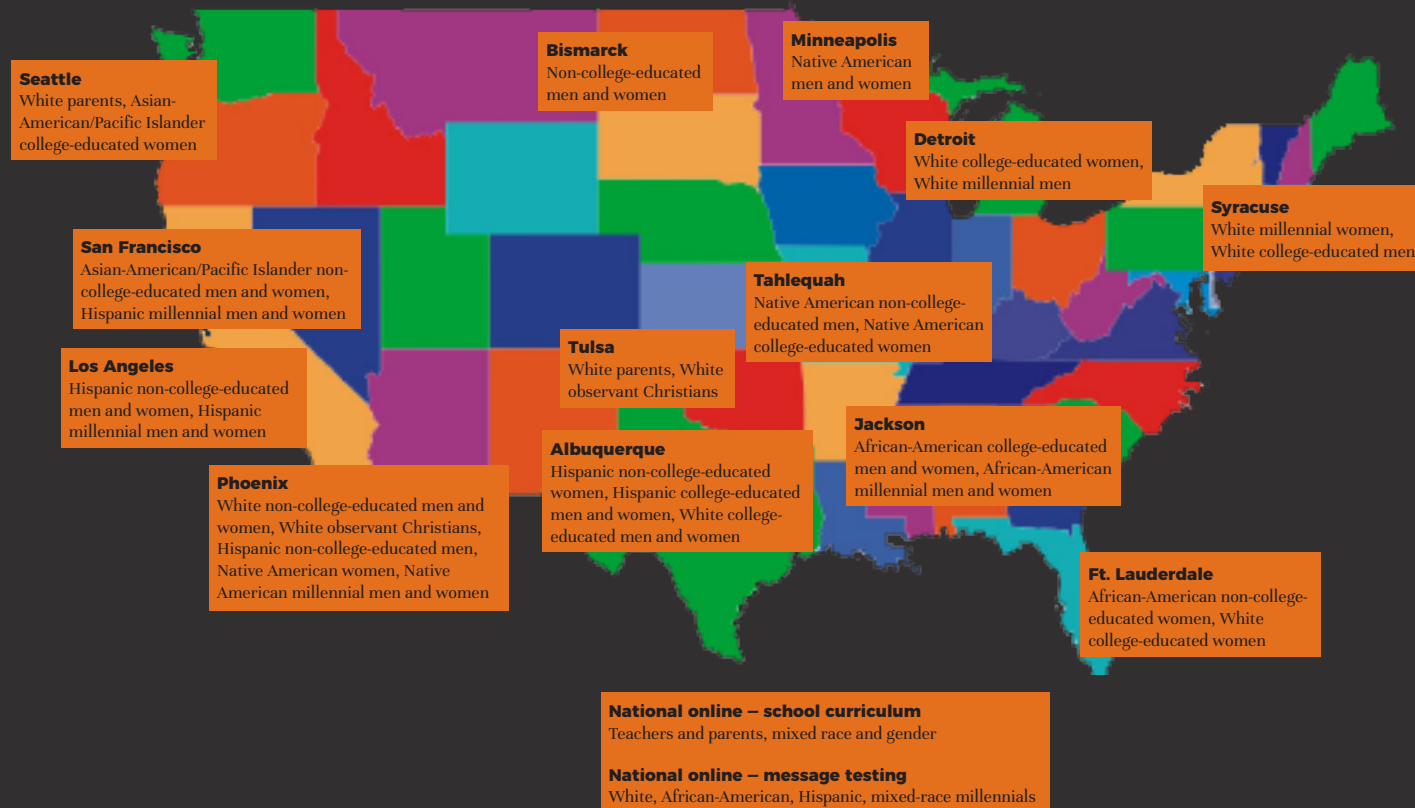 Seattle
White parents, Asian-
American/Pacific Islander
college-educated women
Bismarck
Non-college-educated
men and women
Minneapolis
Native American
men and women
Detroit
White college-educated women,
White millennial men
Syracuse
White millennial women,
White college-educated men
San Francisco
Asian-American/Pacific Islander non-
college-educated men and women,
Hispanic millennial men and women
Tahlequah
Native American non-college-
educated men, Native American
college-educated women
Los Angeles
Hispanic non-college-educated
men and women, Hispanic
millennial men and women
Tulsa
White parents, White
observant Christians
Jackson
African-American college-educated
men and women, African-American
millennial men and women
Albuquerque
Hispanic non-college-educated
women, Hispanic college-educated
men and women, White college-
educated men and women
Phoenix
White non-college-educated men and
women, White observant Christians,
Hispanic non-college-educated men,
Native American women, Native
American millennial men and women
Ft. Lauderdale
African-American non-college-
educated women, White
college-educated women
National online – school curriculum
Teachers and parents, mixed race and gender
National online – message testing
White, African-American, Hispanic, mixed-race millennials